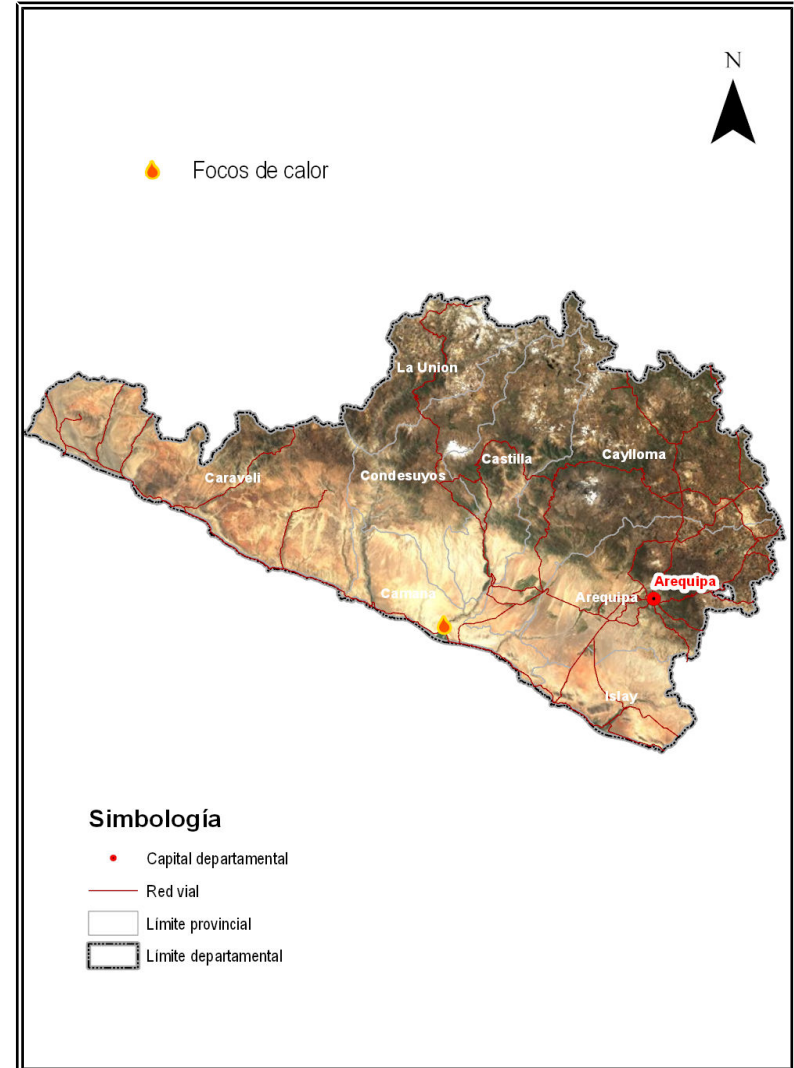 N
Focos de calor
La Union
Castilla
Caylloma
Caraveli
Condesuyos
Arequipa
Camana
Arequipa
Islay
Simbología
Capital departamental
Red vial
Límite provincial
Límite departamental